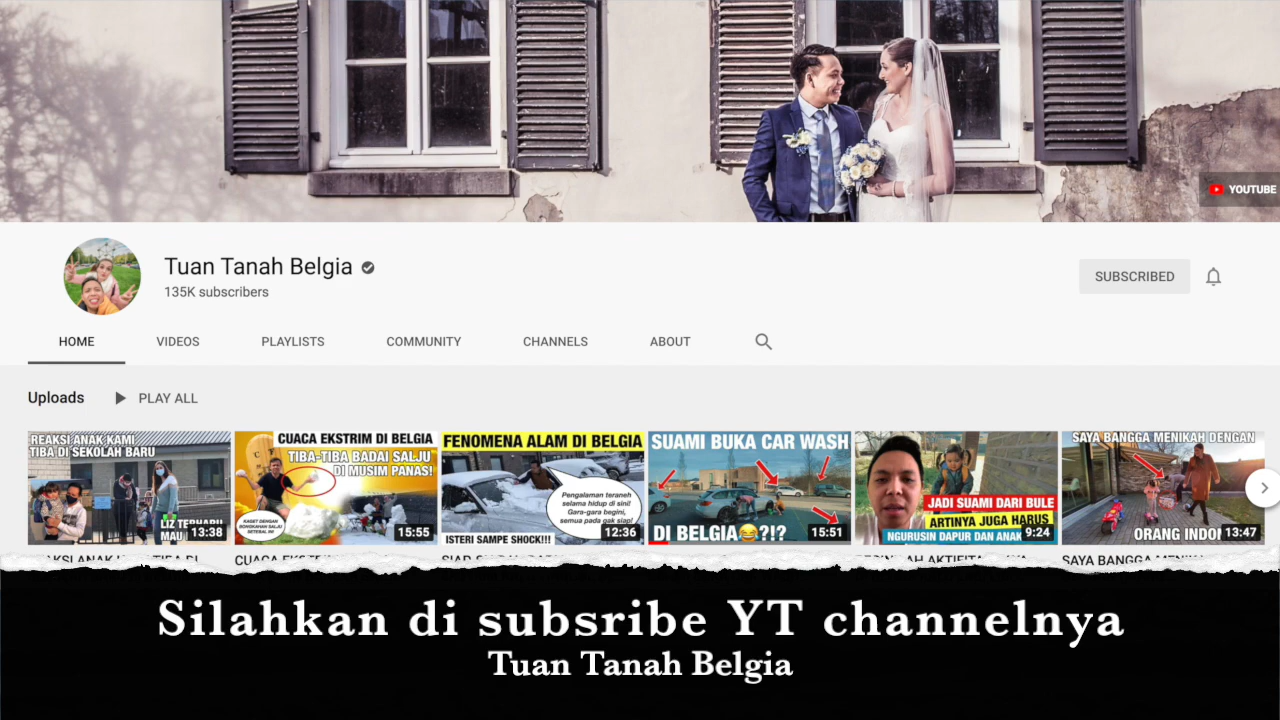 YOUTUBE
Tuan Tanah Belgia
135K subscribers
SUBSCRIBED
HOME
VIDEOS
PLAYLISTS
COMMUNITY
CHANNELS
ABOUT
Uploads
PLAY ALL
REAKSI ANAK KAMI
TIBA DI SEKOLAH BARU
13:38
CUACA EKSTRIM DI BELGIA
TIBA-TIBA BADAI SALJU
DI MUSIM PANAS!
15:55
FENOMENA ALAM DI BELGIA
Pengalaman teraneh
selama hidup di sini!
Gara-gara begini,
semua pada gak siap!
ISTERI SAMPE SHOCK!!!
12:36
SUAMI BUKA CAR WASH
DI BELGIA😂?!?
15:51
JADI SUAMI DARI BULE
ARTINYA JUGA HARUS
NGURUSIN DAPUR DAN ANAK
9:24
SAYA BANGGA MENIKAH DENGAN
ORANG INDO
13:47
Silahkan di subsribe YT channelnya
Tuan Tanah Belgia